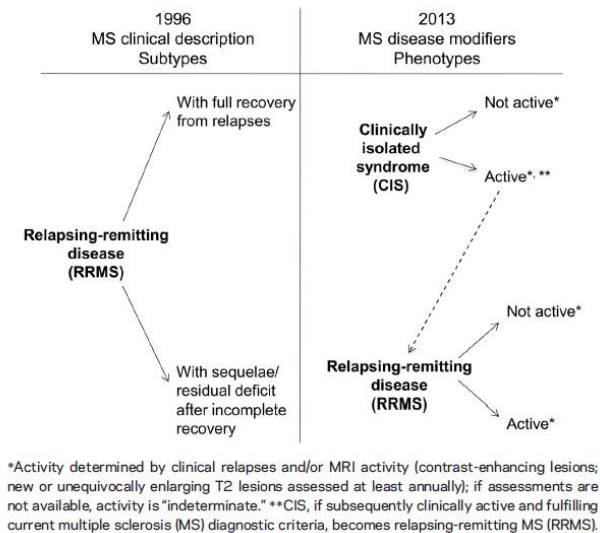 1996
MS clinical description
Subtypes
With full recovery
from relapses
Relapsing-remitting
disease
(RRMS)
With sequelae/
residual deficit
after incomplete
recovery
2013
MS disease modifiers
Phenotypes
Not active*
Clinically
isolated
syndrome
(CIS)
Active*, **
Not active*
Relapsing-remitting
disease
(RRMS)
Active*
*Activity determined by clinical relapses and/or MRI activity (contrast-enhancing lesions;
new or unequivocally enlarging T2 lesions assessed at least annually); if assessments are
not available, activity is “indeterminate.” **CIS, if subsequently clinically active and fulfilling
current multiple sclerosis (MS) diagnostic criteria, becomes relapsing-remitting MS (RRMS).